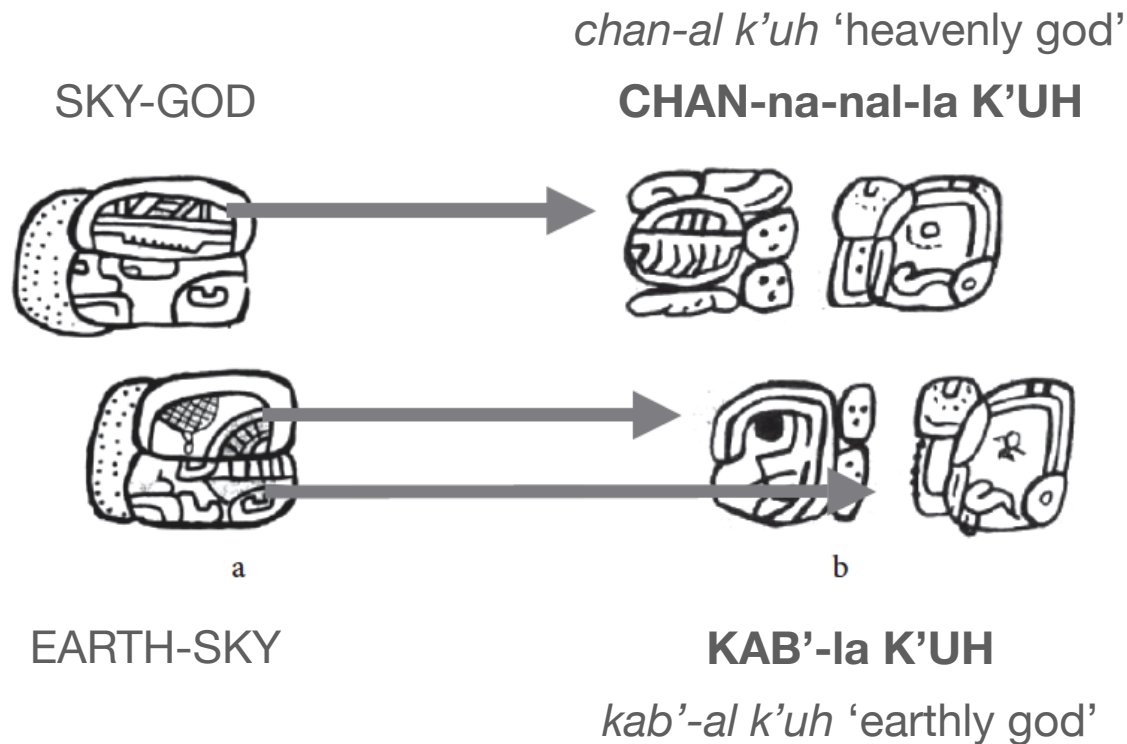 chan-al k'uh ‘heavenly god’
SKY-GOD
CHAN-na-nal-la K’UH
a
b
EARTH-SKY
KAB’-la K’UH
kab’-al k’uh ‘earthly god’